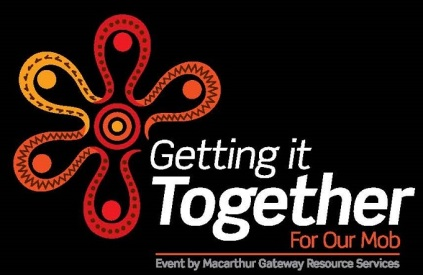 Getting it
Together
For Our Mob
Event by Macarthur Gateway Resource Services